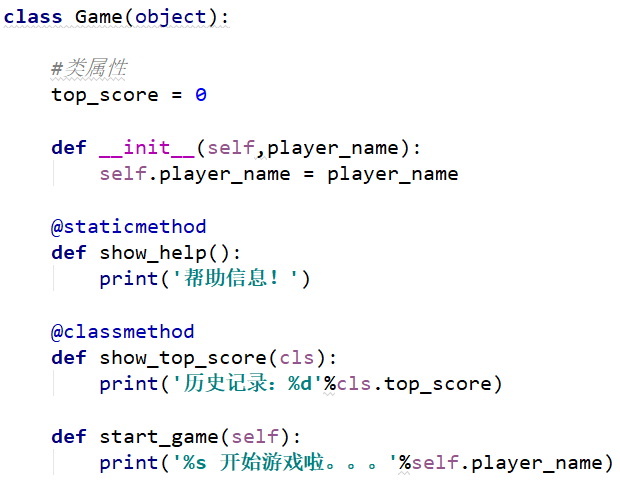 class Game(object):
#类属性
top_score = 0
def __init__(self,player_name):
self.player_name = player_name
@staticmethod
def show_help():
print('帮助信息！')
@classmethod
def show_top_score(cls):
print('历史记录：%d'%cls.top_score)
def start_game(self):
print('%s 开始游戏啦。。。'%self.player_name)